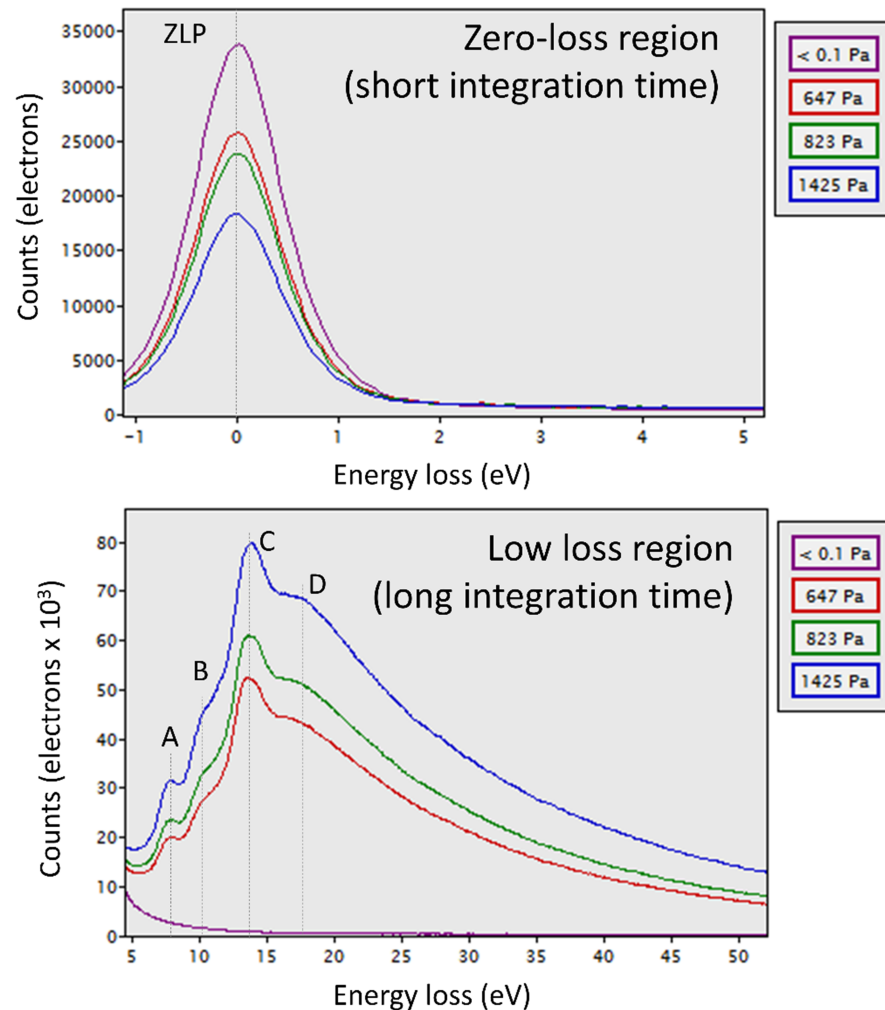 ZLP
Zero-loss region
(short integration time)
Counts (electrons)
35000
30000
25000
20000
15000
10000
5000
0
-1 0 1 2 3 4 5
Energy loss (eV)
< 0.1 Pa
647 Pa
823 Pa
1425 Pa
Low loss region
(long integration time)
A
B
C
D
Counts (electrons x 10³)
80
70
60
50
40
30
20
10
0
5 10 15 20 25 30 35 40 45 50
Energy loss (eV)
< 0.1 Pa
647 Pa
823 Pa
1425 Pa